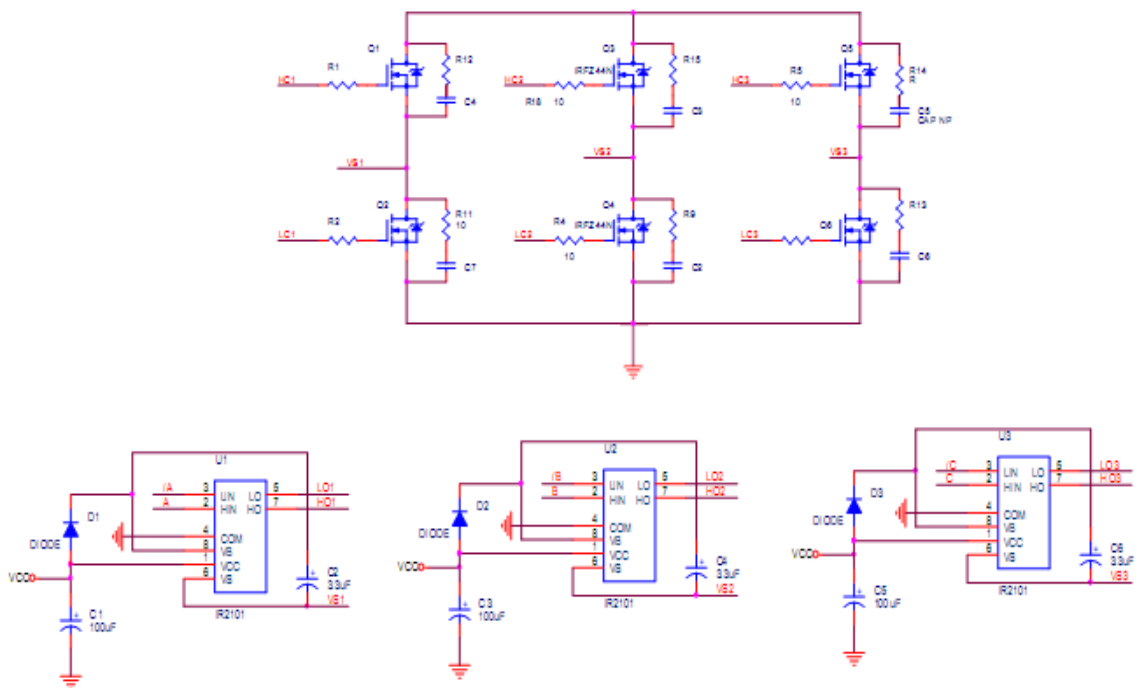 Q1
R12
HC1
R1
C4
VS1
Q2
R11
10
LC1
R2
C7
Q3
IRFZ44N
R15
HC2
R16
10
C3
VS2
Q4
IRFZ44N
R9
LC2
R4
10
C2
Q5
R14
R
HC3
R5
10
C5
CAP NP
VS3
R13
LC3
Q6
C6
U1
/A
3
LIN
LO
5
LO1
A
2
HIN
HO
7
HO1
D1
DIODE
4
COM
8
VB
1
VCC
6
VS
VCC
C2
3.3uF
VS1
C1
100uF
IR2101
U2
/B
3
LIN
LO
5
LO2
B
2
HIN
HO
7
HO2
D2
DIODE
4
COM
8
VB
1
VCC
6
VS
VCC
C4
3.3uF
VS2
C3
100uF
IR2101
U3
/C
3
LIN
LO
5
LO3
C
2
HIN
HO
7
HO3
D3
DIODE
4
COM
8
VB
1
VCC
6
VS
VCC
C6
3.3uF
VS3
C5
100uF
IR2101